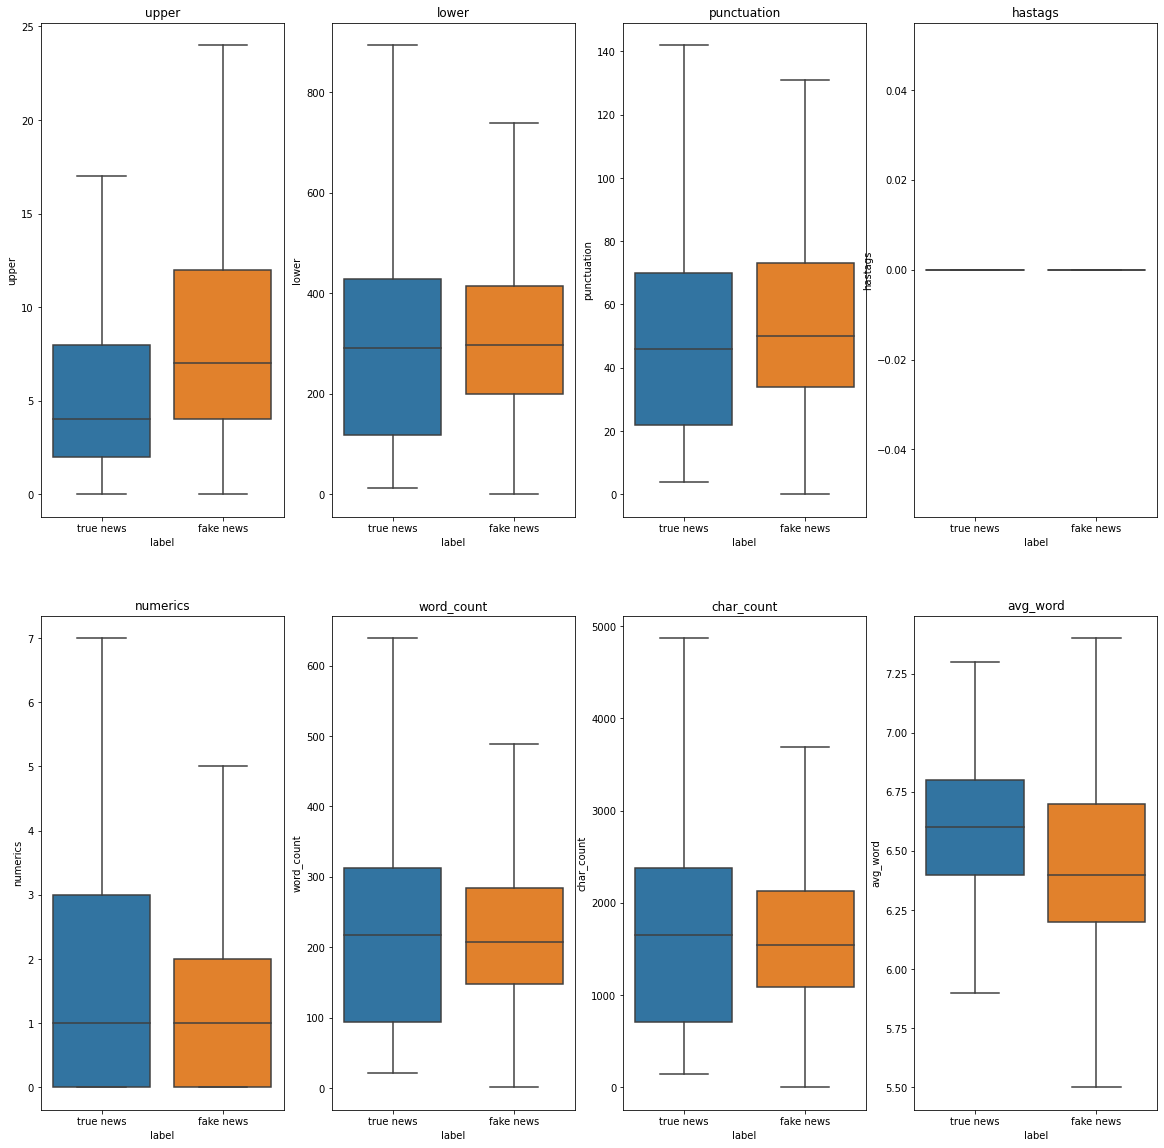 upper
25
20
15
10
5
0
upper
true news
fake news
label
lower
800
600
400
200
0
lower
true news
fake news
label
punctuation
140
120
100
80
60
40
20
0
punctuation
true news
fake news
label
hastags
0.04
0.02
0.00
−0.02
−0.04
hastags
true news
fake news
label
numerics
7
6
5
4
3
2
1
0
numerics
true news
fake news
label
word_count
600
500
400
300
200
100
0
word_count
true news
fake news
label
char_count
5000
4000
3000
2000
1000
0
char_count
true news
fake news
label
avg_word
7.25
7.00
6.75
6.50
6.25
6.00
5.75
5.50
avg_word
true news
fake news
label